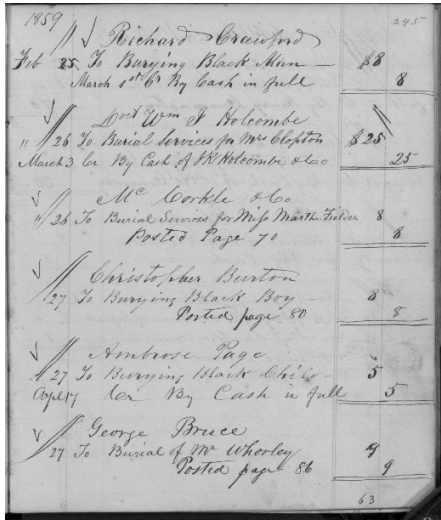 1859 295
Richard Crawford
Feb 25 To Burying Black Man — $8
March 1st Cr By Cash in full 8
Doct Wm J Holcombe
" 26 To Burial Services for Mrs Clopton $25
March 3 Cr By Cash of J R Holcombe & Co 25
Mc Corkle & Co
" 26 To Burial Services for Miss Martha Fielder 8
Posted Page 70 8
Christopher Burton
27 To Burying Black Boy — 8
Posted page 80 8
Ambrose Page
27 To Burying Black Child — 5
Apl 17 Cr By Cash in full 5
George Bruce
27 To Burial of Mr Whorley 9
Posted page 86 9
63